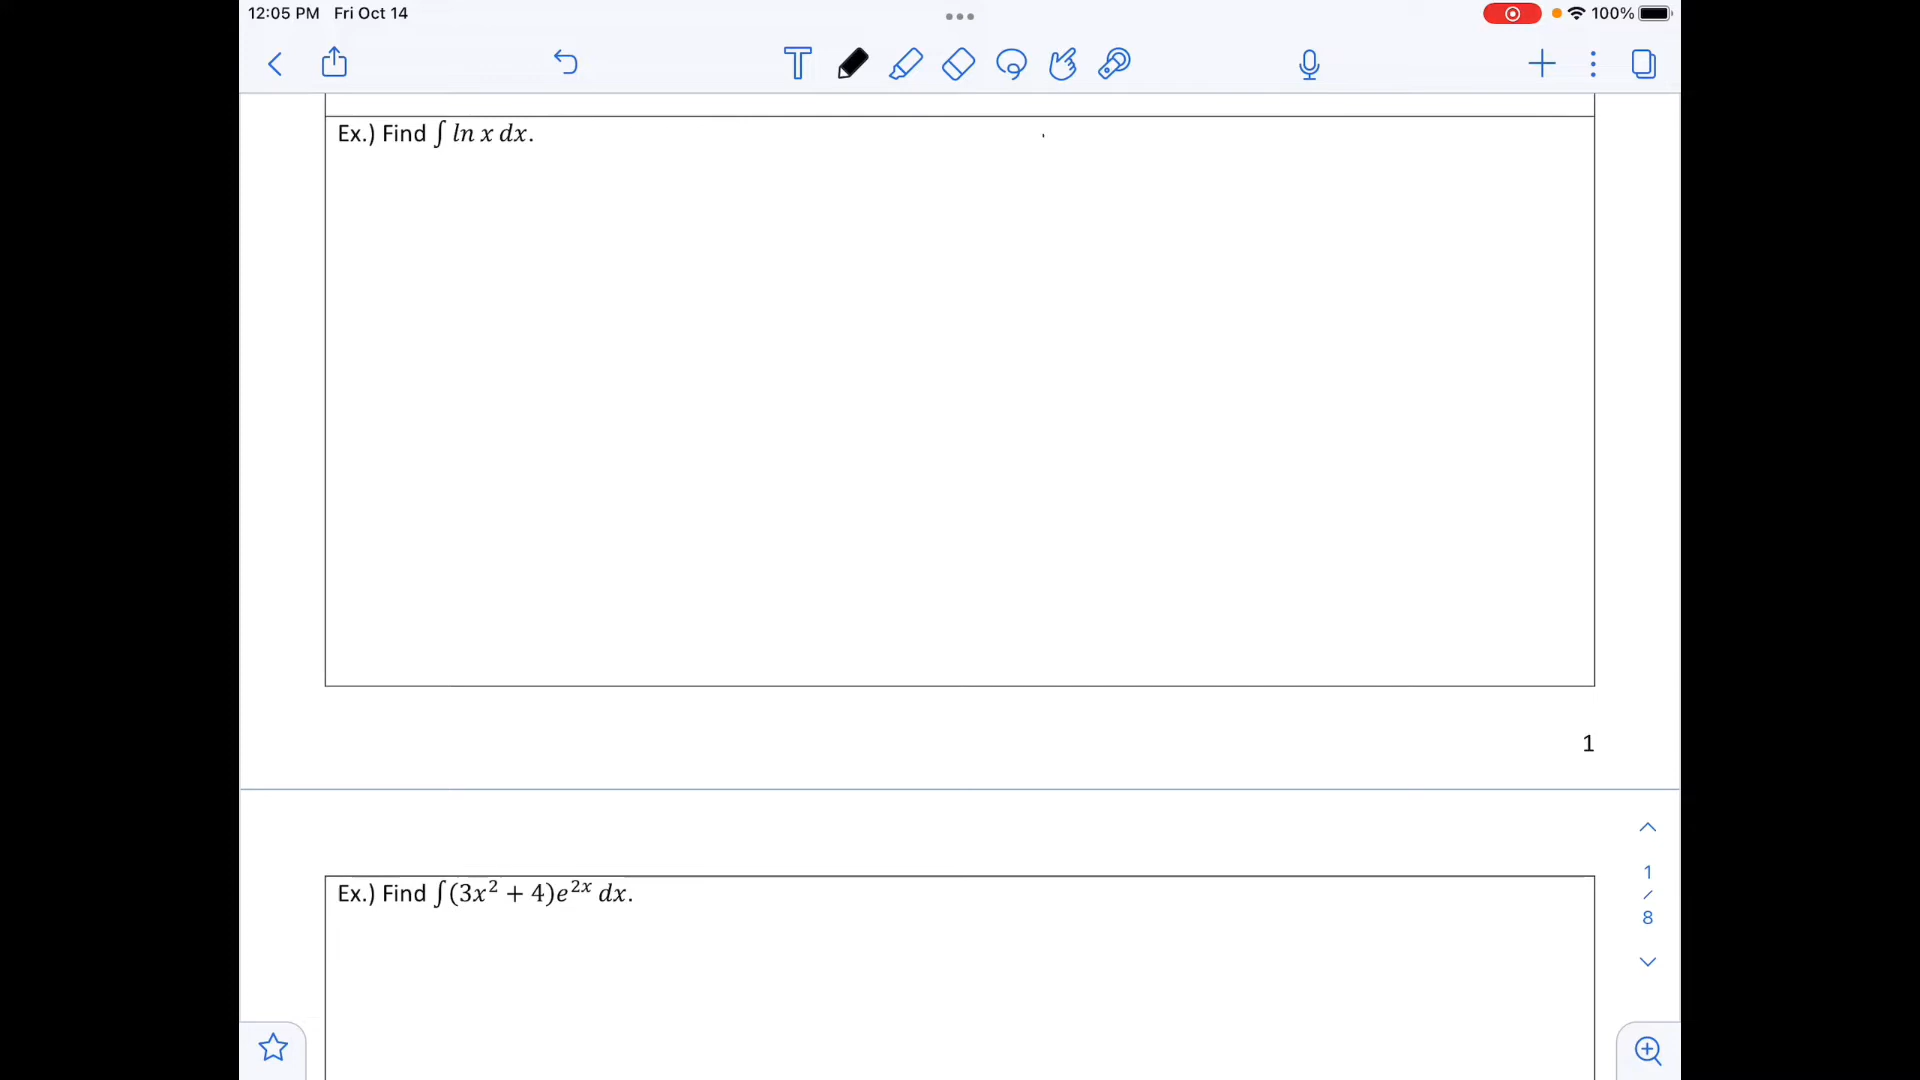 12:05 PM Fri Oct 14
100%
Ex.) Find ∫ ln x dx.
1
Ex.) Find ∫(3x² + 4)e²ˣ dx.
1
/
8